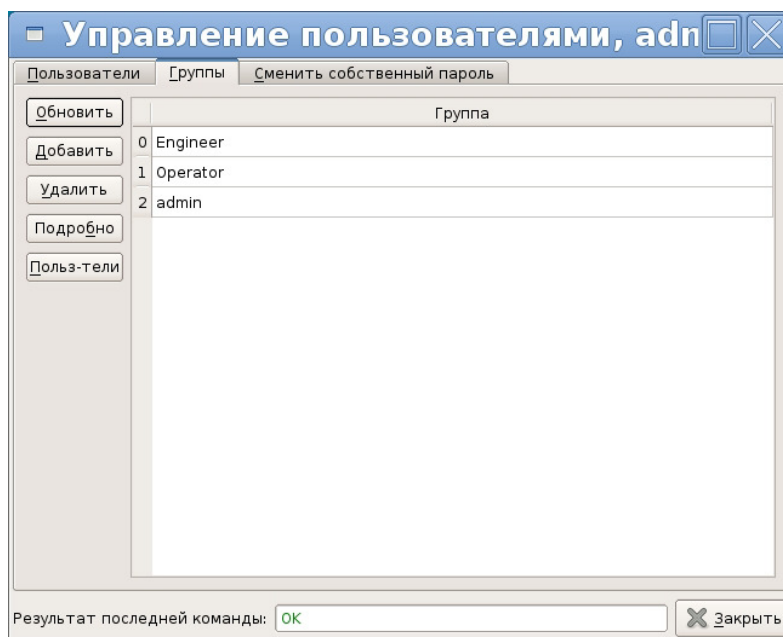 Управление пользователями, adm
Пользователи Группы Сменить собственный пароль
Обновить
Добавить
Удалить
Подробно
Польз-тели
Группа
0 Engineer
1 Operator
2 admin
Результат последней команды: OK
Закрыть